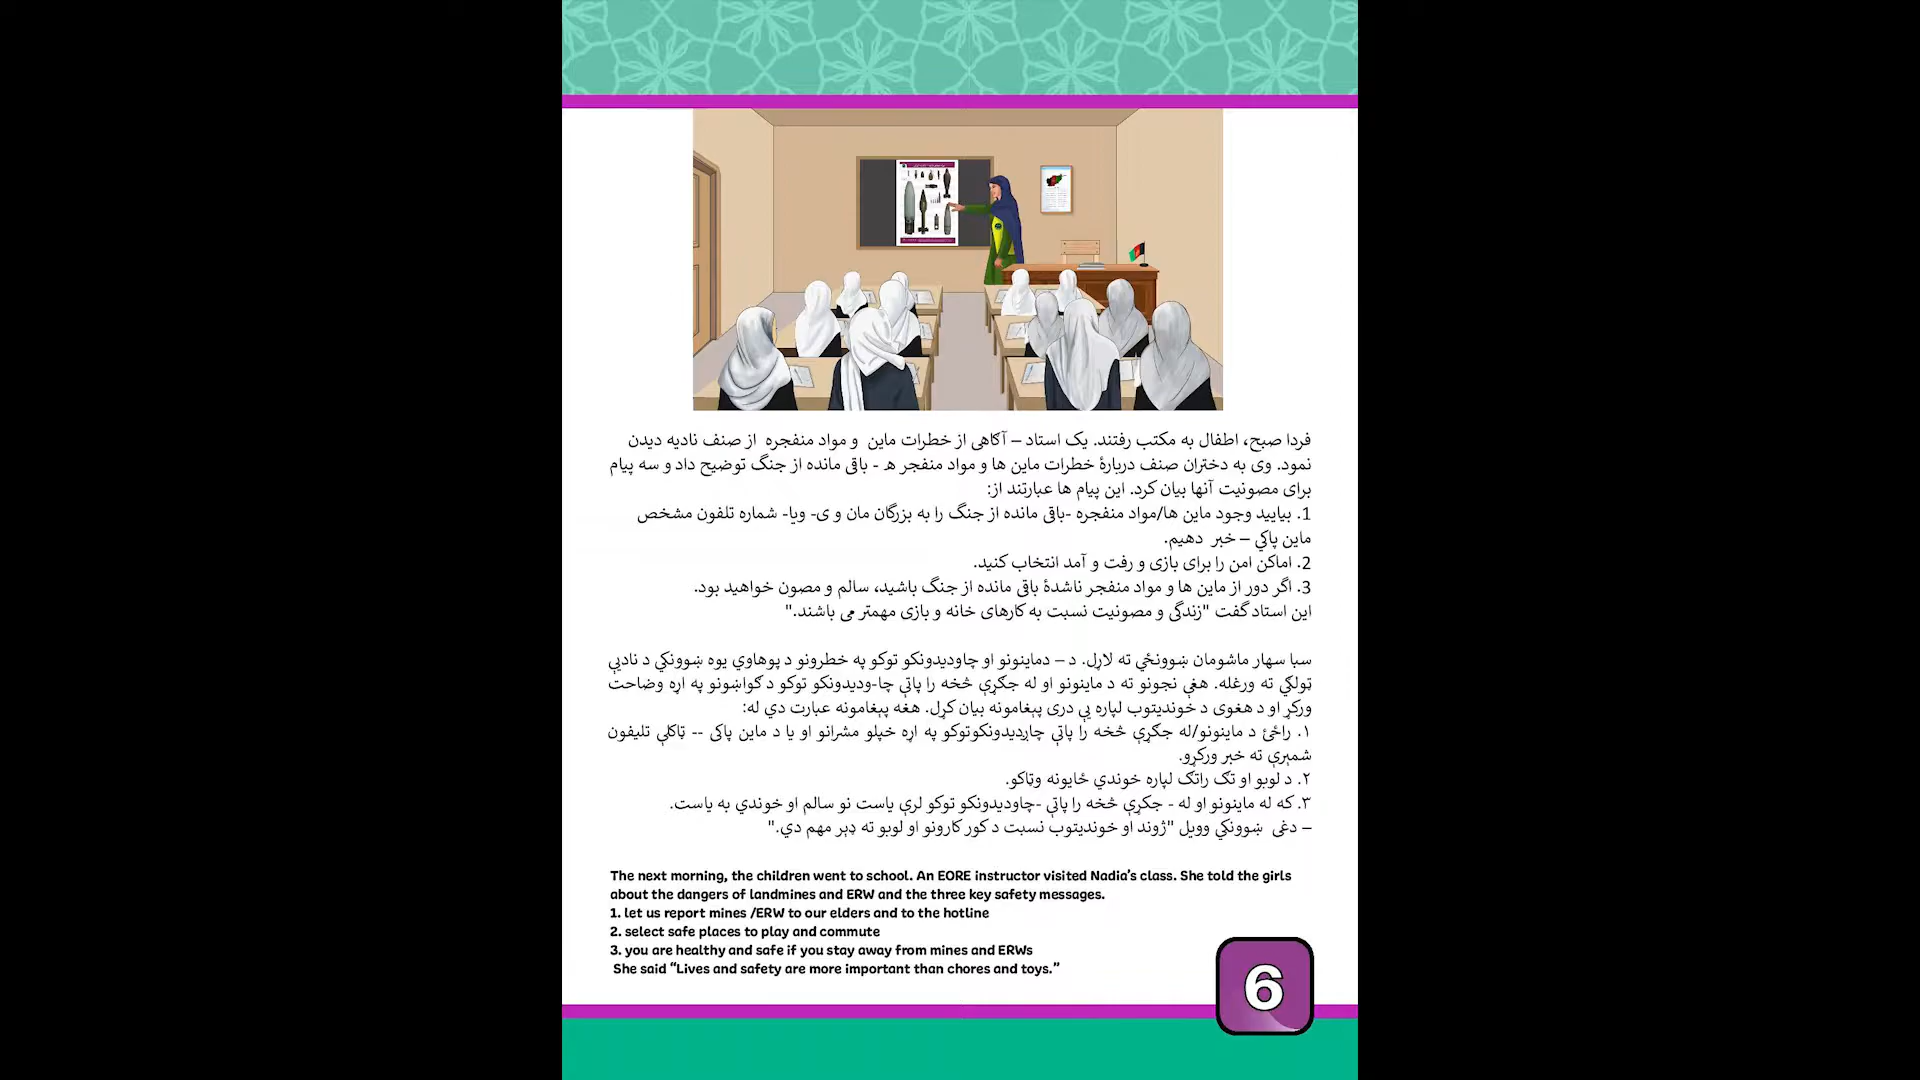 فردا صبح، اطفال به مکتب رفتند. یک استاد – آگاهی از خطرات ماین  و مواد منفجره  از صنف نادیه دیدن
نمود. وی به دختران صنف دربارۀ خطرات ماین ها و مواد منفجر ه - باقی مانده از جنگ توضیح داد و سه پیام
برای مصونیت آنها بیان کرد. این پیام ها عبارتند از:
1. بیایید وجود ماین ها/مواد منفجره -باقی مانده از جنگ را به بزرگان مان و ی- ویا- شماره تلفون مشخص
ماین پاکي – خبر  دهیم.
2. اماکن امن را برای بازی و رفت و آمد انتخاب کنید.
3. اگر دور از ماین ها و مواد منفجر ناشدۀ باقی مانده از جنگ باشید، سالم و مصون خواهید بود.
این استاد گفت "زندگی و مصونیت نسبت به کارهای خانه و بازی مهمتر می باشند."
سبا سهار ماشومان ښوونځي ته لاړل. د – دماینونو او چاودیدونکو توکو په خطرونو د پوهاوي یوه ښوونکي د نادیې
ټولګي ته ورغله. هغې نجونو ته د ماینونو او له جګړې څخه را پاتې چا-ودیدونکو توکو د ګواښونو په اړه وضاحت
ورکړ او د هغوی د خوندیتوب لپاره یې دری پیغامونه بیان کړل. هغه پیغامونه عبارت دي له:
۱. راځئ د ماینونو/له جګړې څخه را پاتې چاږدیدونکوتوکو په اړه خپلو مشرانو او یا د ماین پاکی -- ټاکلې تلیفون
شمېرې ته خبر ورکړو.
۲. د لوبو او تګ راتګ لپاره خوندي ځایونه وټاکو.
۳. که له ماینونو او له - جکړې څخه را پاتې -چاودیدونکو توکو لرې یاست نو سالم او خوندي به یاست.
– دغی  ښوونکي وویل "ژوند او خوندیتوب نسبت د کور کارونو او لوبو ته ډېر مهم دي."
The next morning, the children went to school. An EORE instructor visited Nadia’s class. She told the girls
about the dangers of landmines and ERW and the three key safety messages.
1. let us report mines /ERW to our elders and to the hotline
2. select safe places to play and commute
3. you are healthy and safe if you stay away from mines and ERWs
She said “Lives and safety are more important than chores and toys.”
6